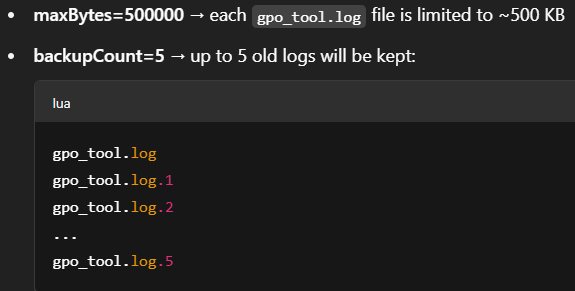 • maxBytes=500000 → each gpo_tool.log file is limited to ~500 KB
• backupCount=5 → up to 5 old logs will be kept:
lua
gpo_tool.log
gpo_tool.log.1
gpo_tool.log.2
...
gpo_tool.log.5